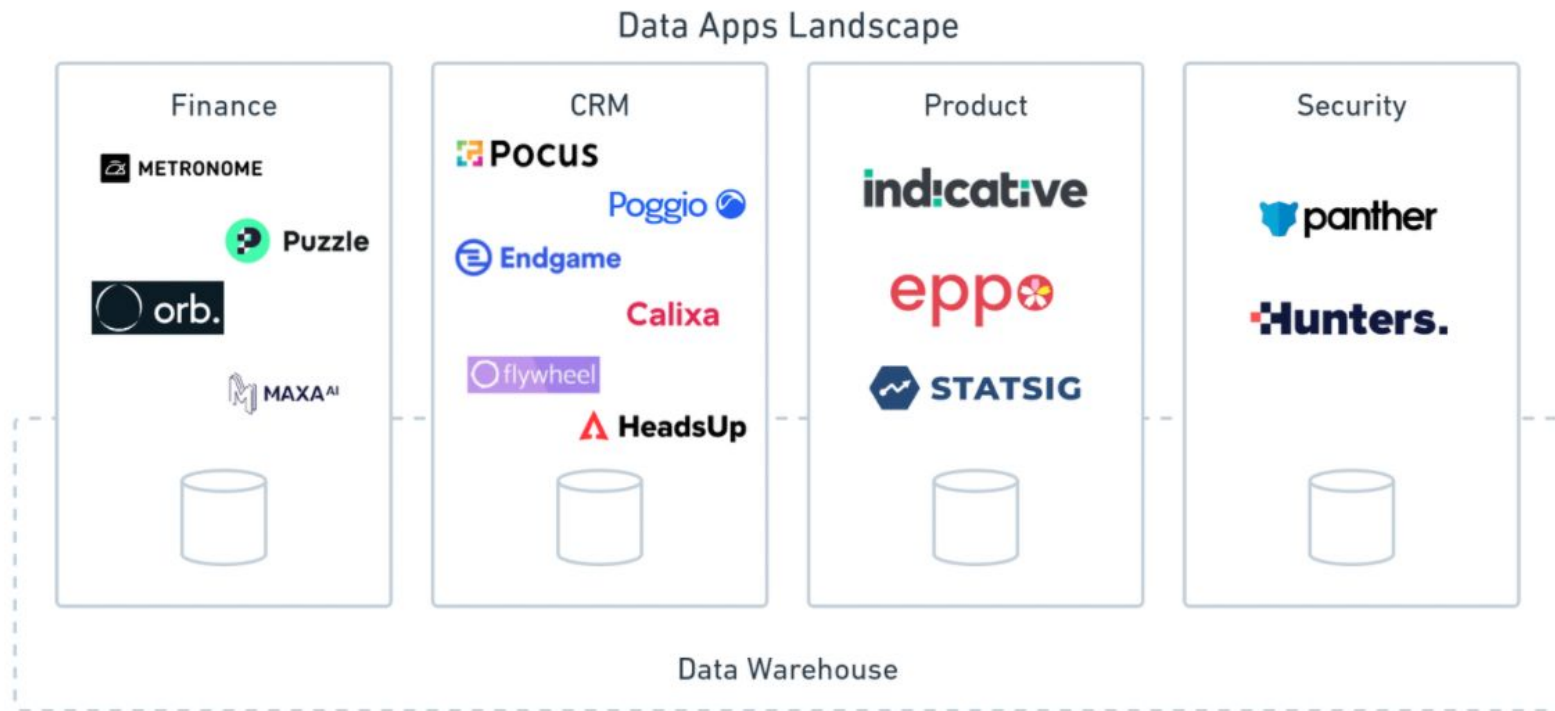 Data Apps Landscape
Finance
METRONOME
Puzzle
orb.
MAXA AI
CRM
Pocus
Poggio
Endgame
Calixa
flywheel
HeadsUp
Product
indicative
eppo
STATSIG
Security
panther
Hunters.
Data Warehouse